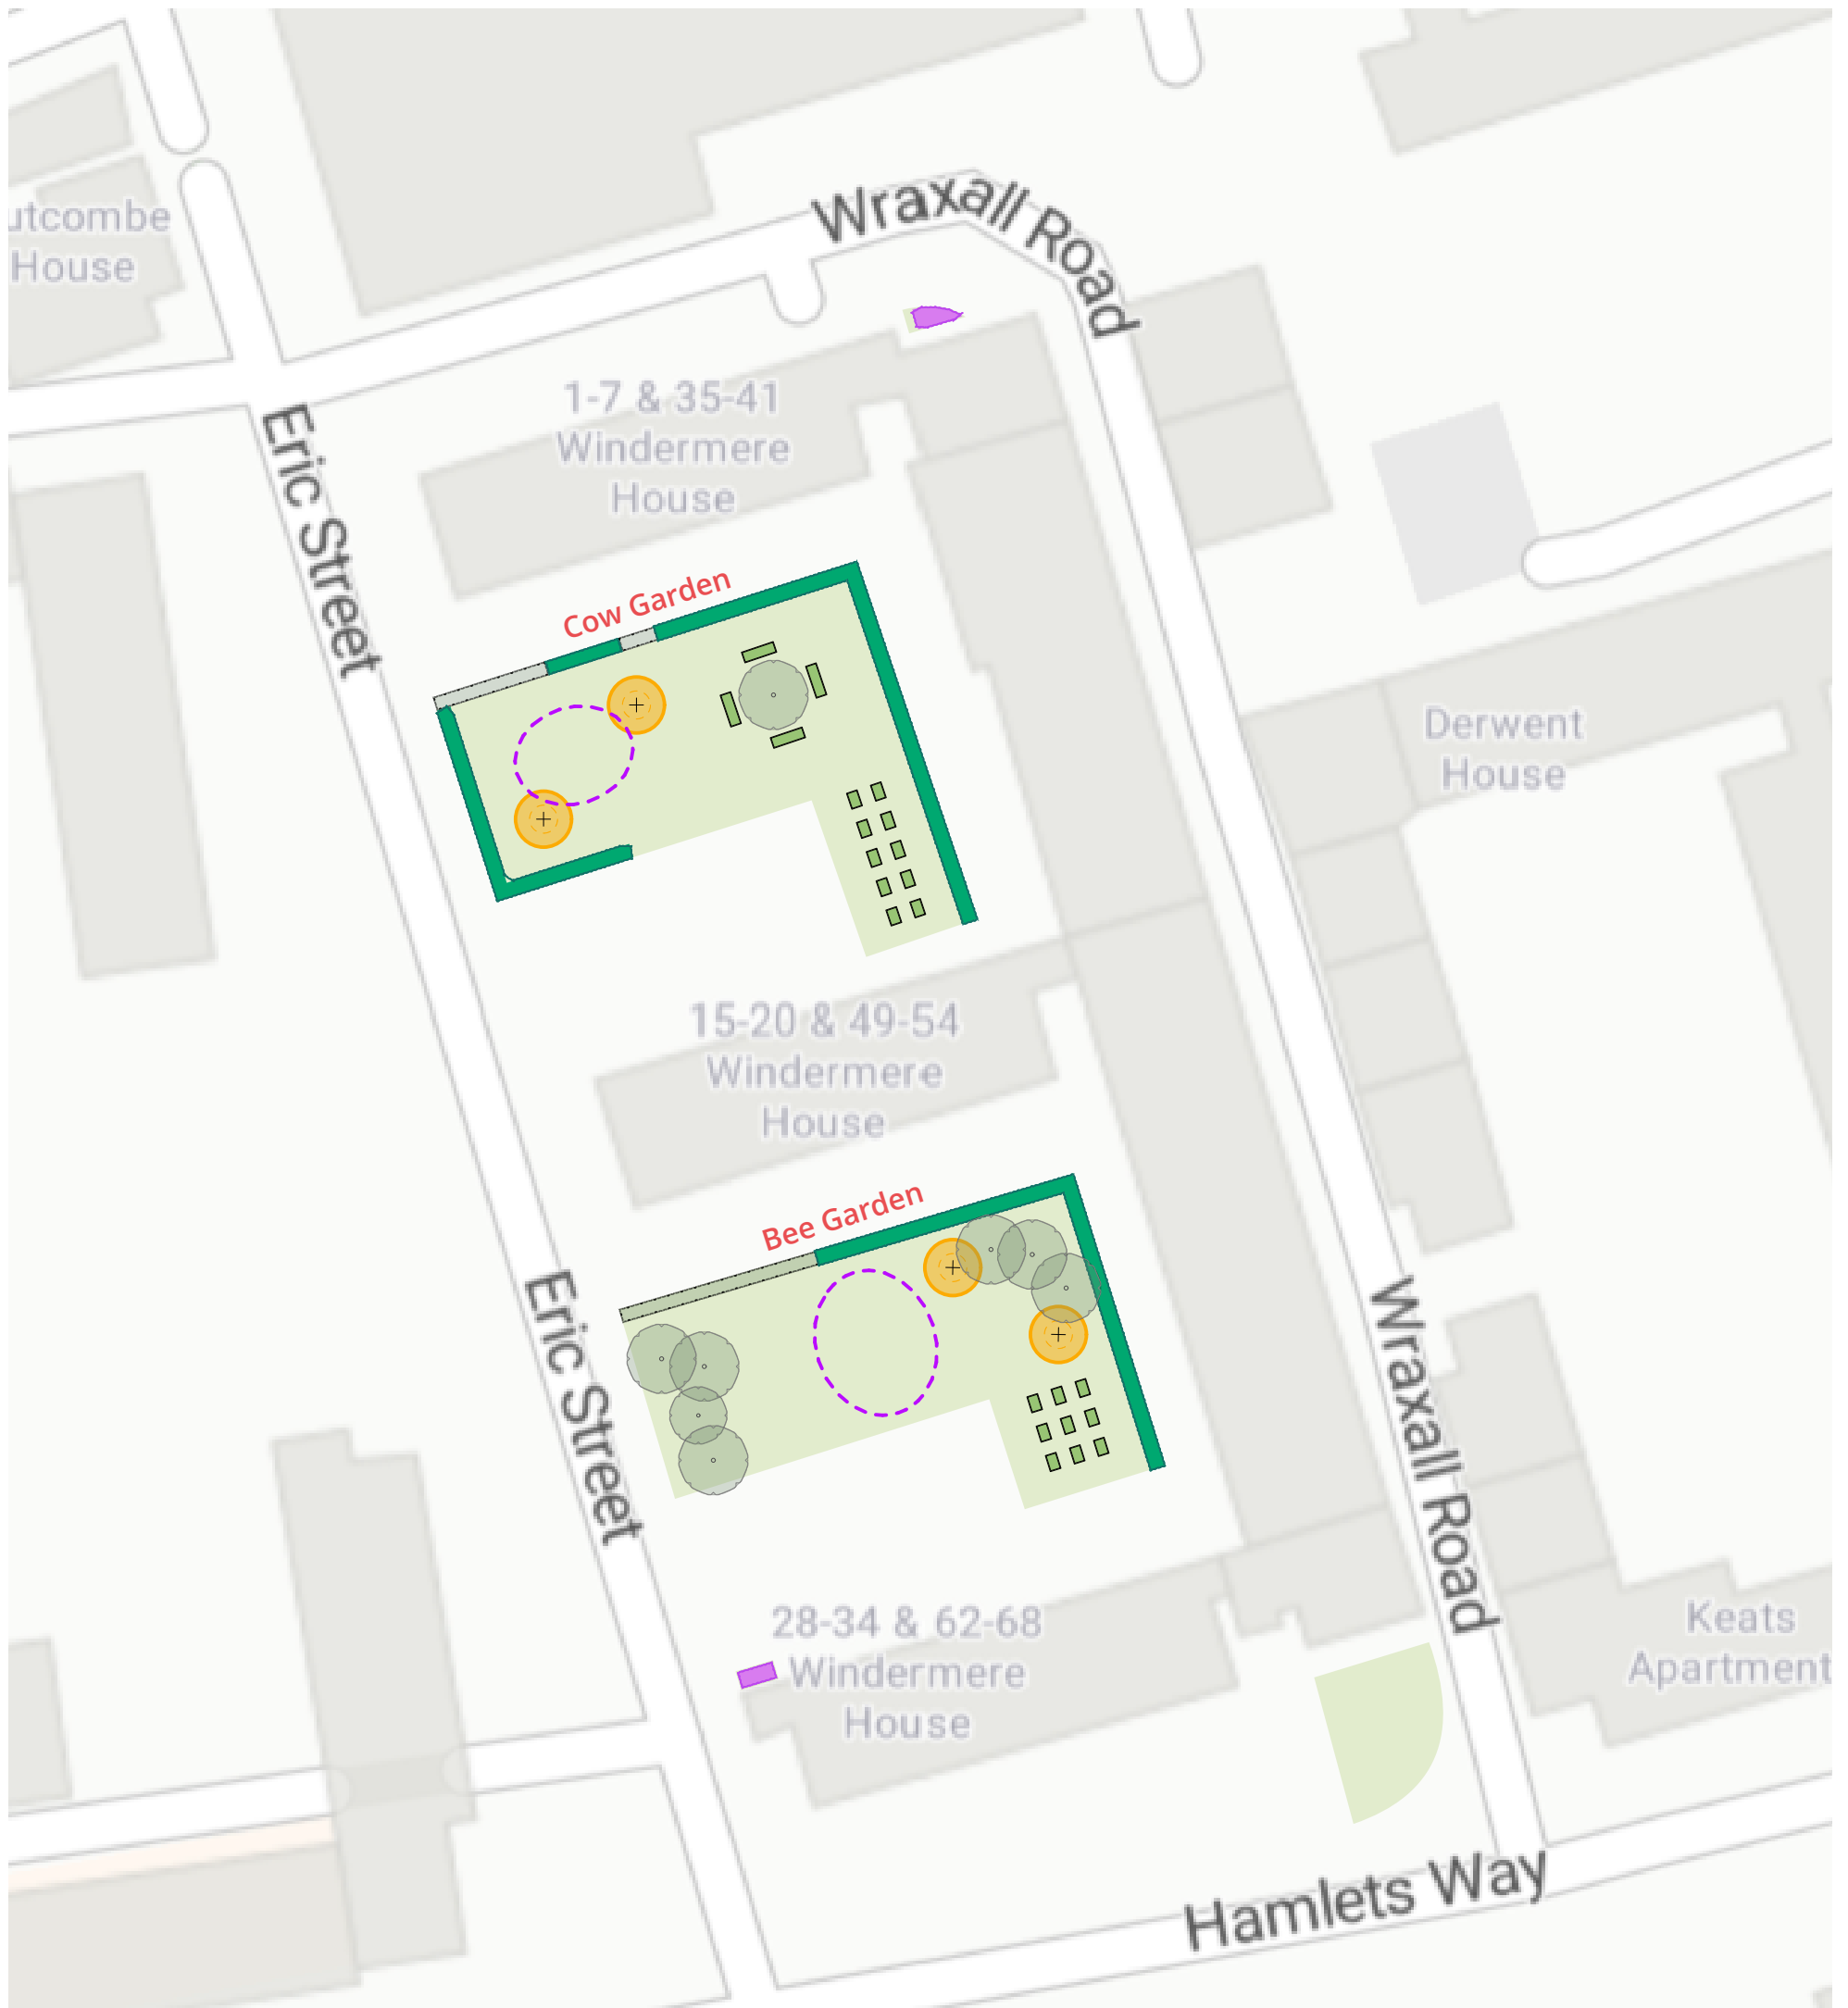 Wraxall Road
utcombe
House
1-7 & 35-41
Windermere
House
Eric Street
Cow Garden
Derwent
House
15-20 & 49-54
Windermere
House
Bee Garden
Eric Street
Wraxall Road
28-34 & 62-68
Windermere
House
Keats
Apartment
Hamlets Way